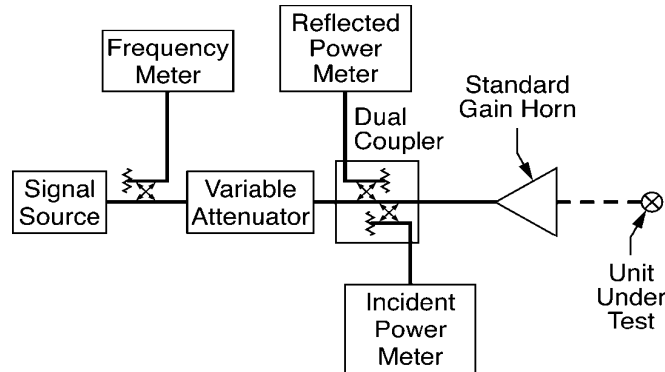 Frequency
Meter
Reflected
Power
Meter
Standard
Gain Horn
Dual
Coupler
Signal
Source
Variable
Attenuator
Unit
Under
Test
Incident
Power
Meter